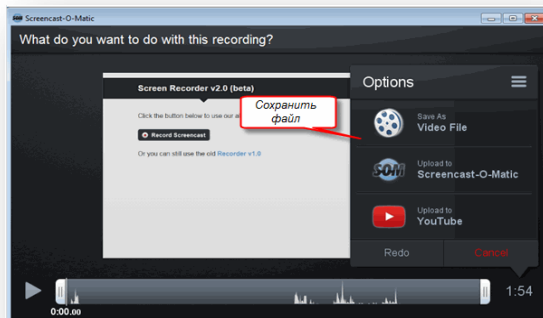 Screencast-O-Matic
What do you want to do with this recording?
Screen Recorder v2.0 (beta)
Click the button below to use our
Record Screencast
Or you can still use the old Recorder v1.0
Сохранить
файл
Options
Save As
Video File
SOM
Upload to
Screencast-O-Matic
Upload to
YouTube
Redo
Cancel
1:54
0:00.00